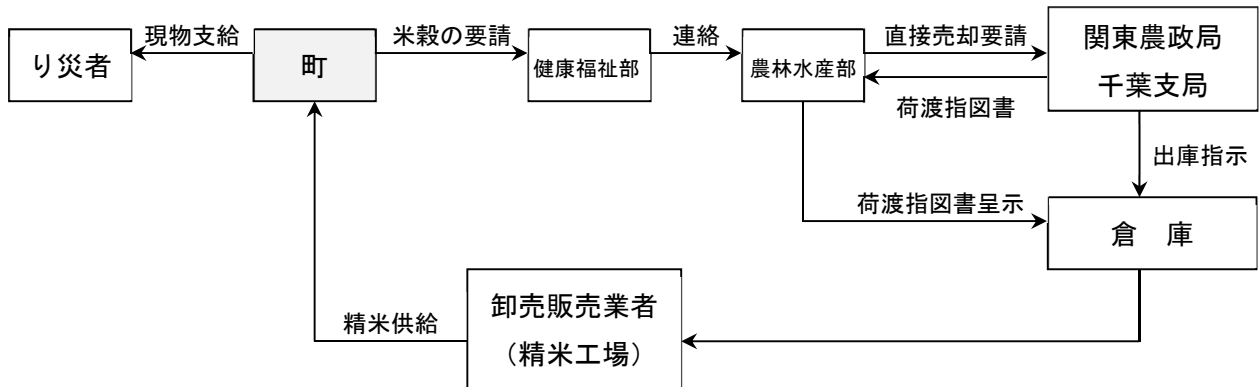 り災者
現物支給
町
米穀の要請
健康福祉部
連絡
農林水産部
直接売却要請
荷渡指図書
関東農政局
千葉支局
出庫指示
荷渡指図書呈示
倉　庫
卸売販売業者
（精米工場）
精米供給